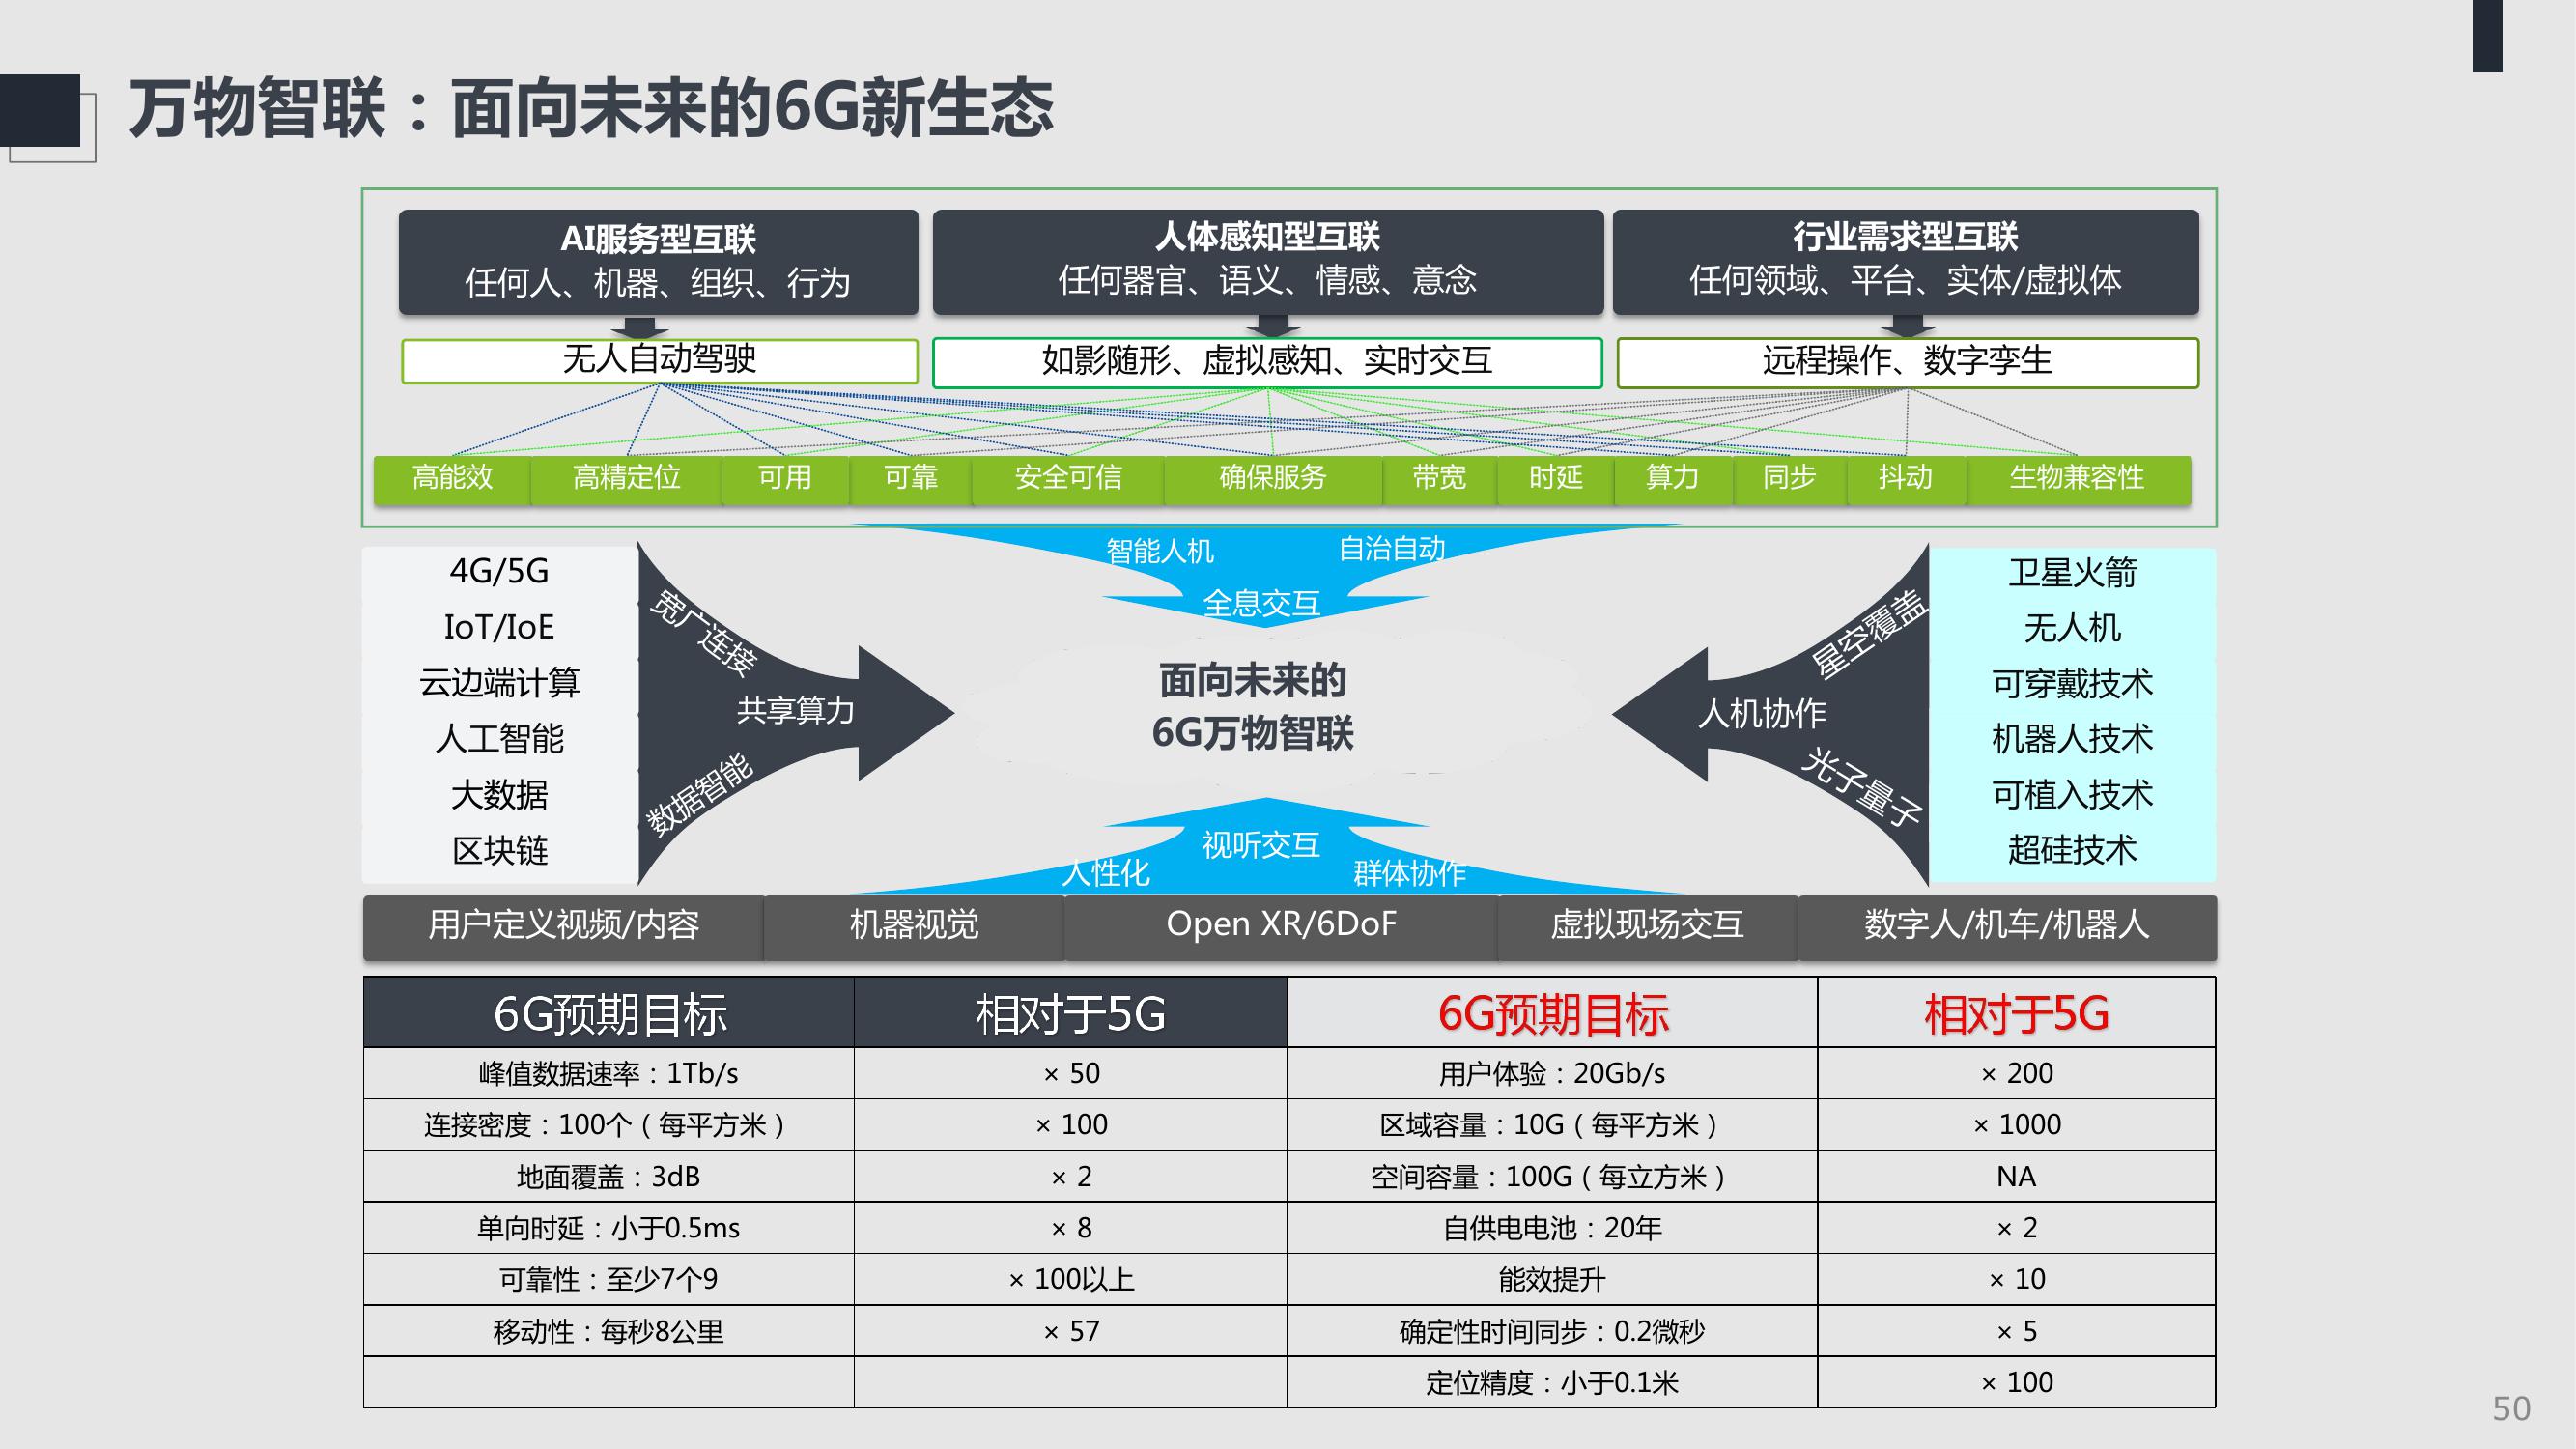 万物智联：面向未来的6G新生态
AI服务型互联
任何人、机器、组织、行为
人体感知型互联
任何器官、语义、情感、意念
行业需求型互联
任何领域、平台、实体/虚拟体
无人自动驾驶
如影随形、虚拟感知、实时交互
远程操作、数字孪生
高能效 高精定位 可用 可靠 安全可信 确保服务 带宽 时延 算力 同步 抖动 生物兼容性
智能人机 自治自动
全息交互
4G/5G
IoT/IoE
云边端计算
人工智能
大数据
区块链
宽广连接
共享算力
数据智能
面向未来的
6G万物智联
星空覆盖
人机协作
光子量子
卫星火箭
无人机
可穿戴技术
机器人技术
可植入技术
超硅技术
视听交互
人性化 群体协作
用户定义视频/内容 机器视觉 Open XR/6DoF 虚拟现场交互 数字人/机车/机器人
6G预期目标 相对于5G 6G预期目标 相对于5G
峰值数据速率：1Tb/s × 50 用户体验：20Gb/s × 200
连接密度：100个（每平方米） × 100 区域容量：10G（每平方米） × 1000
地面覆盖：3dB × 2 空间容量：100G（每立方米） NA
单向时延：小于0.5ms × 8 自供电电池：20年 × 2
可靠性：至少7个9 × 100以上 能效提升 × 10
移动性：每秒8公里 × 57 确定性时间同步：0.2微秒 × 5
定位精度：小于0.1米 × 100
50